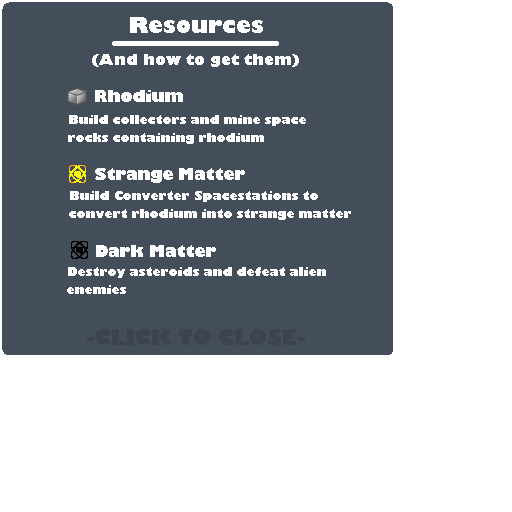 Resources
(And how to get them)
Rhodium
Build collectors and mine space
rocks containing rhodium
Strange Matter
Build Converter Spacestations to
convert rhodium into strange matter
Dark Matter
Destroy asteroids and defeat alien
enemies
-CLICK TO CLOSE-